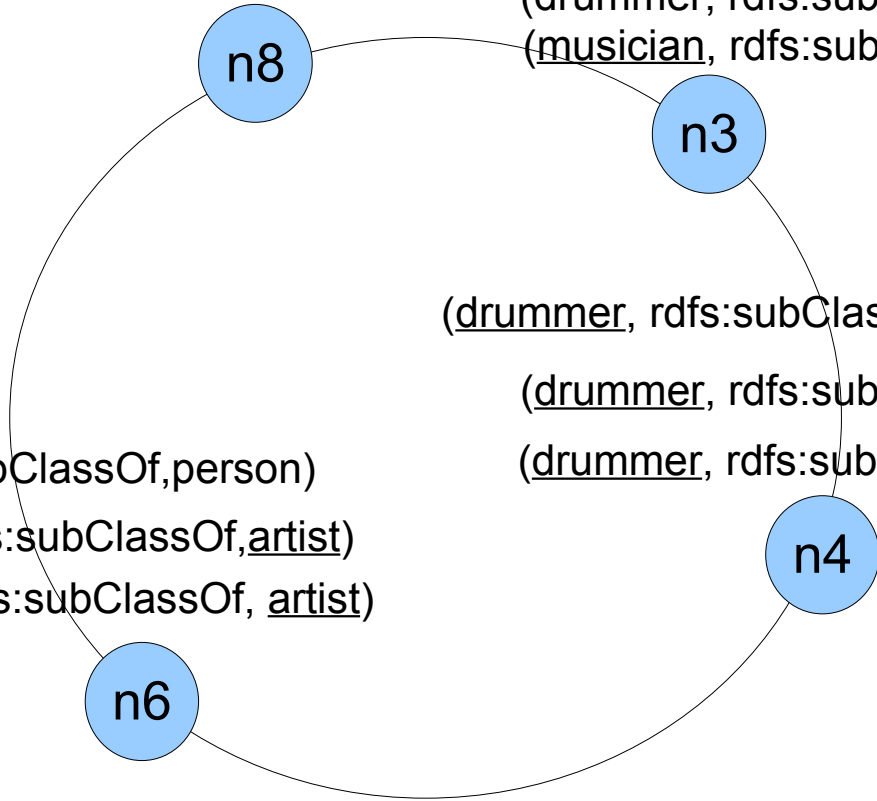 (drummer, rdfs:sub
n8
(musician, rdfs:sub
n3
(drummer, rdfs:subClas
(drummer, rdfs:sub
(drummer, rdfs:sub
ClassOf,person)
:subClassOf,artist)
s:subClassOf, artist)
n4
n6